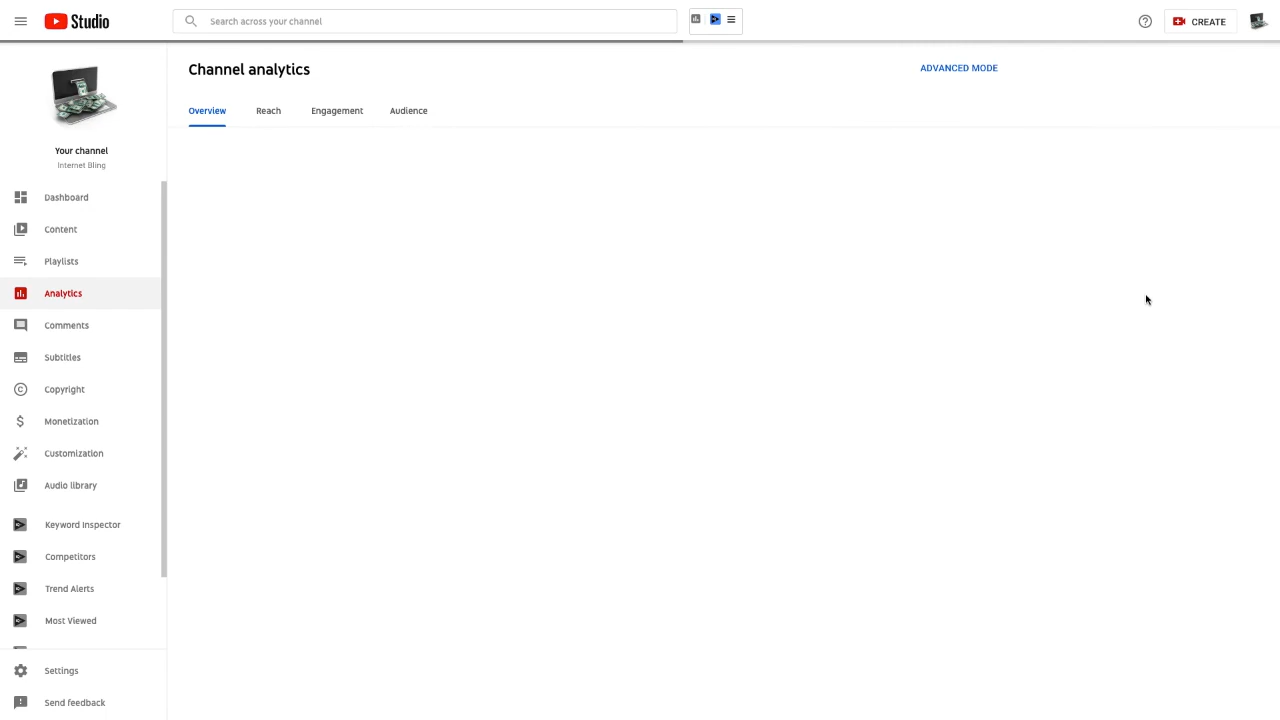 Studio
Search across your channel
CREATE
Channel analytics
ADVANCED MODE
Overview
Reach
Engagement
Audience
Your channel
Internet Bling
Dashboard
Content
Playlists
Analytics
Comments
Subtitles
Copyright
Monetization
Customization
Audio library
Keyword Inspector
Competitors
Trend Alerts
Most Viewed
Settings
Send feedback